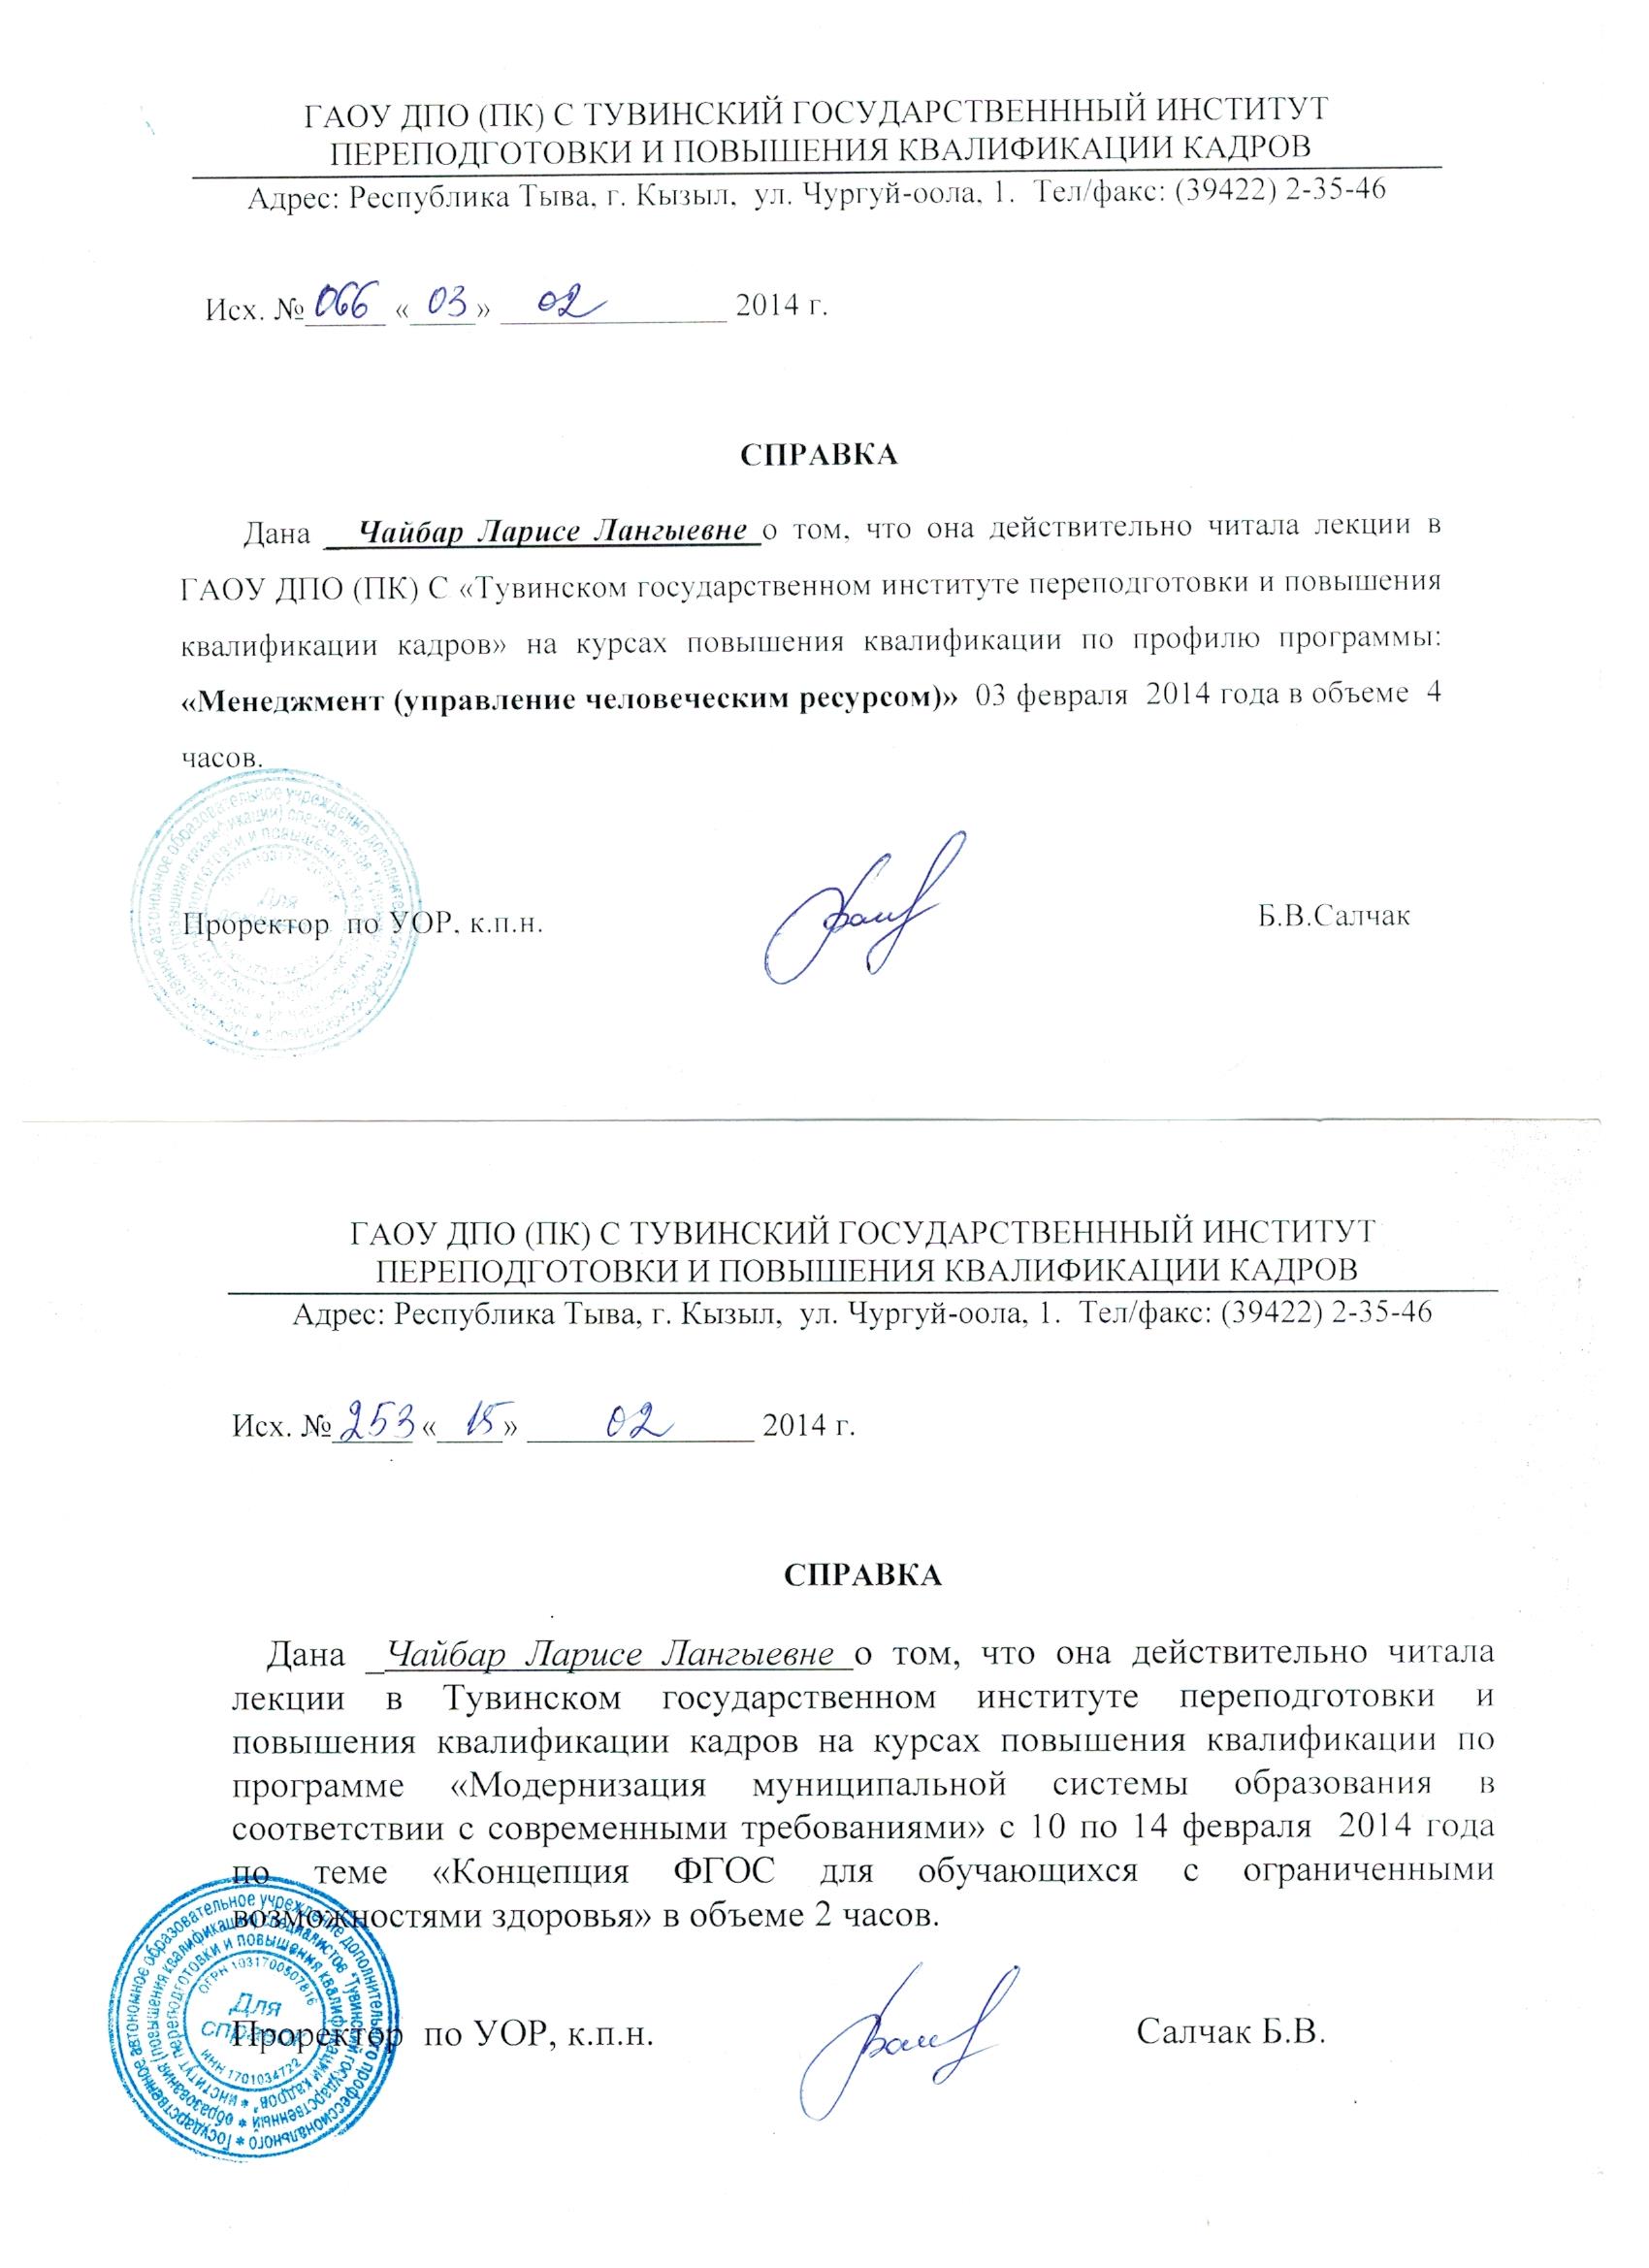 ГАОУ ДПО (ПК) С ТУВИНСКИЙ ГОСУДАРСТВЕНННЫЙ ИНСТИТУТ
ПЕРЕПОДГОТОВКИ И ПОВЫШЕНИЯ КВАЛИФИКАЦИИ КАДРОВ
Адрес: Республика Тыва, г. Кызыл, ул. Чургуй-оола, 1. Тел/факс: (39422) 2-35-46
Исх. № 066 « 03 » 02 2014 г.
СПРАВКА
Дана Чайбар Ларисе Лангыевне о том, что она действительно читала лекции в
ГАОУ ДПО (ПК) С «Тувинском государственном институте переподготовки и повышения
квалификации кадров» на курсах повышения квалификации по профилю программы:
«Менеджмент (управление человеческим ресурсом)» 03 февраля 2014 года в объеме 4
часов.
Проректор по УОР, к.п.н. Б.В.Салчак
ГАОУ ДПО (ПК) С ТУВИНСКИЙ ГОСУДАРСТВЕНННЫЙ ИНСТИТУТ
ПЕРЕПОДГОТОВКИ И ПОВЫШЕНИЯ КВАЛИФИКАЦИИ КАДРОВ
Адрес: Республика Тыва, г. Кызыл, ул. Чургуй-оола, 1. Тел/факс: (39422) 2-35-46
Исх. № 253 « 15 » 02 2014 г.
СПРАВКА
Дана Чайбар Ларисе Лангыевне о том, что она действительно читала
лекции в Тувинском государственном институте переподготовки и
повышения квалификации кадров на курсах повышения квалификации по
программе «Модернизация муниципальной системы образования в
соответствии с современными требованиями» с 10 по 14 февраля 2014 года
по теме «Концепция ФГОС для обучающихся с ограниченными
возможностями здоровья» в объеме 2 часов.
Проректор по УОР, к.п.н. Салчак Б.В.
Государственное автономное образовательное учреждение дополнительного профессионального
образования (повышения квалификации) специалистов "Тувинский государственный
институт переподготовки и повышения квалификации кадров"
ОГРН 1031700507816
Для
справок
ИНН 1701034722